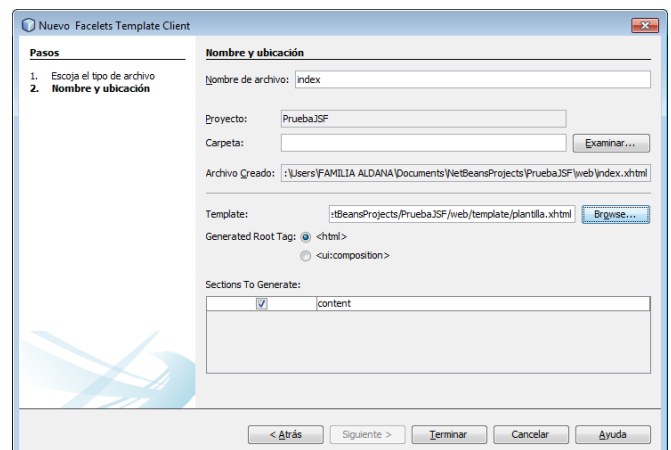 Nuevo Facelets Template Client
Pasos
1. Escoja el tipo de archivo
2. Nombre y ubicación
Nombre y ubicación
Nombre de archivo: index
Proyecto: PruebaJSF
Carpeta: Examinar...
Archivo Creado: :\Users\FAMILIA ALDANA\Documents\NetBeansProjects\PruebaJSF\web\index.xhtml
Template: :tBeansProjects/PruebaJSF/web/template/plantilla.xhtml Browse...
Generated Root Tag: <html>
<ui:composition>
Sections To Generate:
content
< Atrás Siguiente > Terminar Cancelar Ayuda